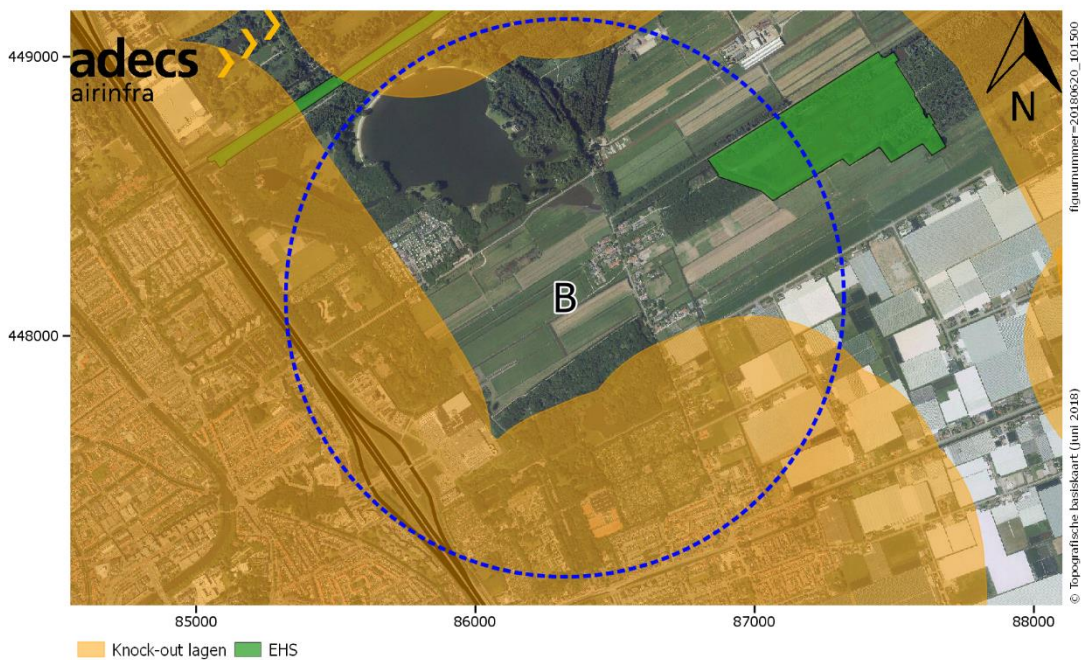 adecs
airinfra
N
B
449000
448000
85000
86000
87000
88000
Knock-out lagen
EHS
figuurnummer=20180620_101500
© Topografische basiskaart (juni 2018)